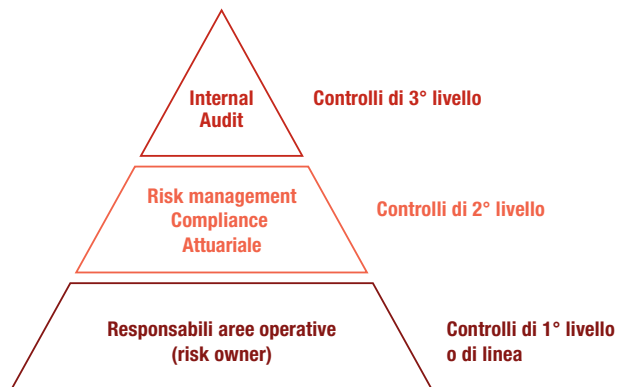 Internal
Audit
Controlli di 3° livello
Risk management
Compliance
Attuariale
Controlli di 2° livello
Responsabili aree operative
(risk owner)
Controlli di 1° livello
o di linea